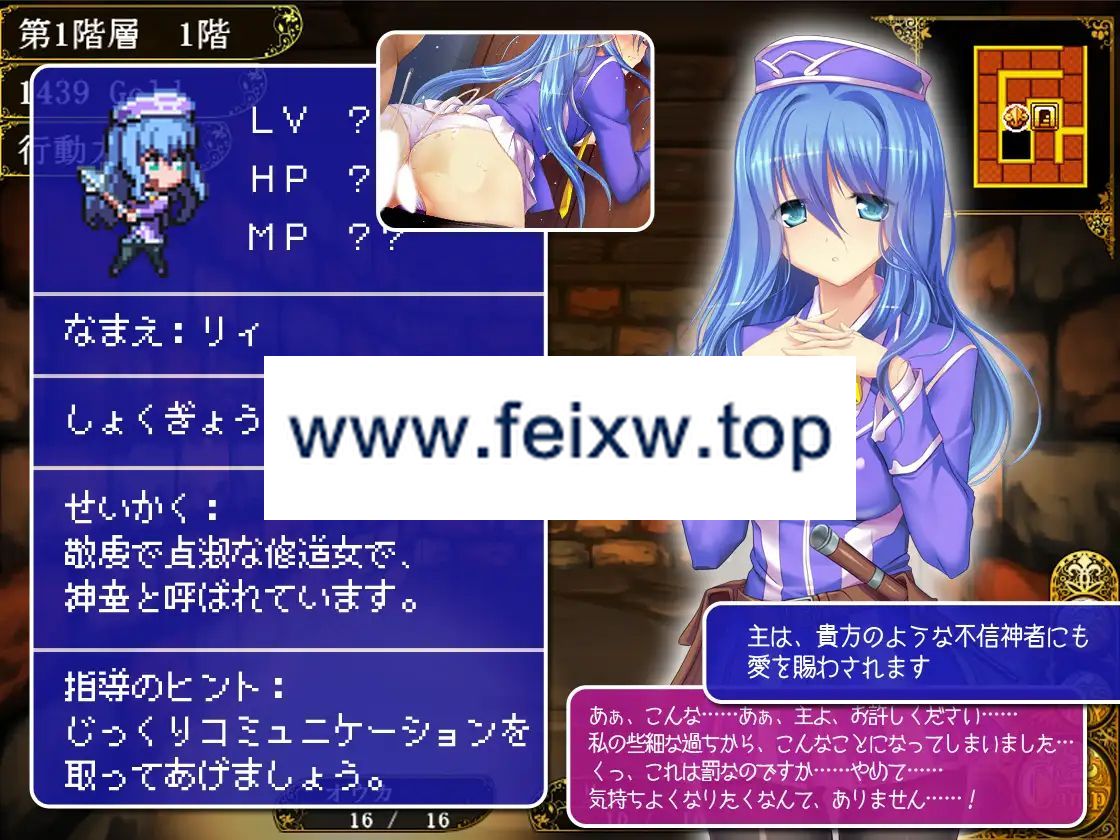 第1階層 1階
1439 Gold
行動
LV ?
HP ?
MP ??
なまえ：リィ
しょくぎょう
www.feixw.top
せいかく：
敬虔で貞淑な修道女で、
神童と呼ばれています。
指導のヒント：
じっくりコミュニケーションを
取ってあげましょう。
主は、貴方のような不信神者にも
愛を賜わされます
あぁ、こんな……あぁ、主よ、お許しください……
私の些細な過ちから、こんなことになってしまいました…
くっ、これは罰なのですか……やめて……
気持ちよくなりたくなんて、ありません……！
オウカ
16 / 16